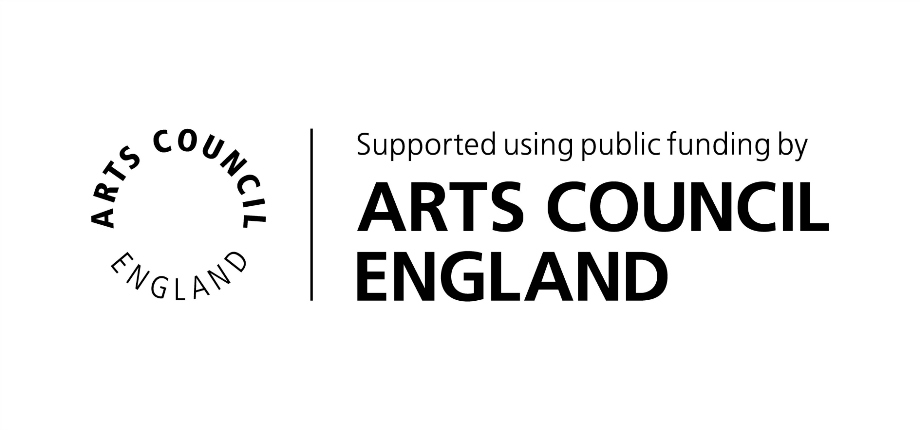 ARTS COUNCIL
ENGLAND
Supported using public funding by
ARTS COUNCIL
ENGLAND